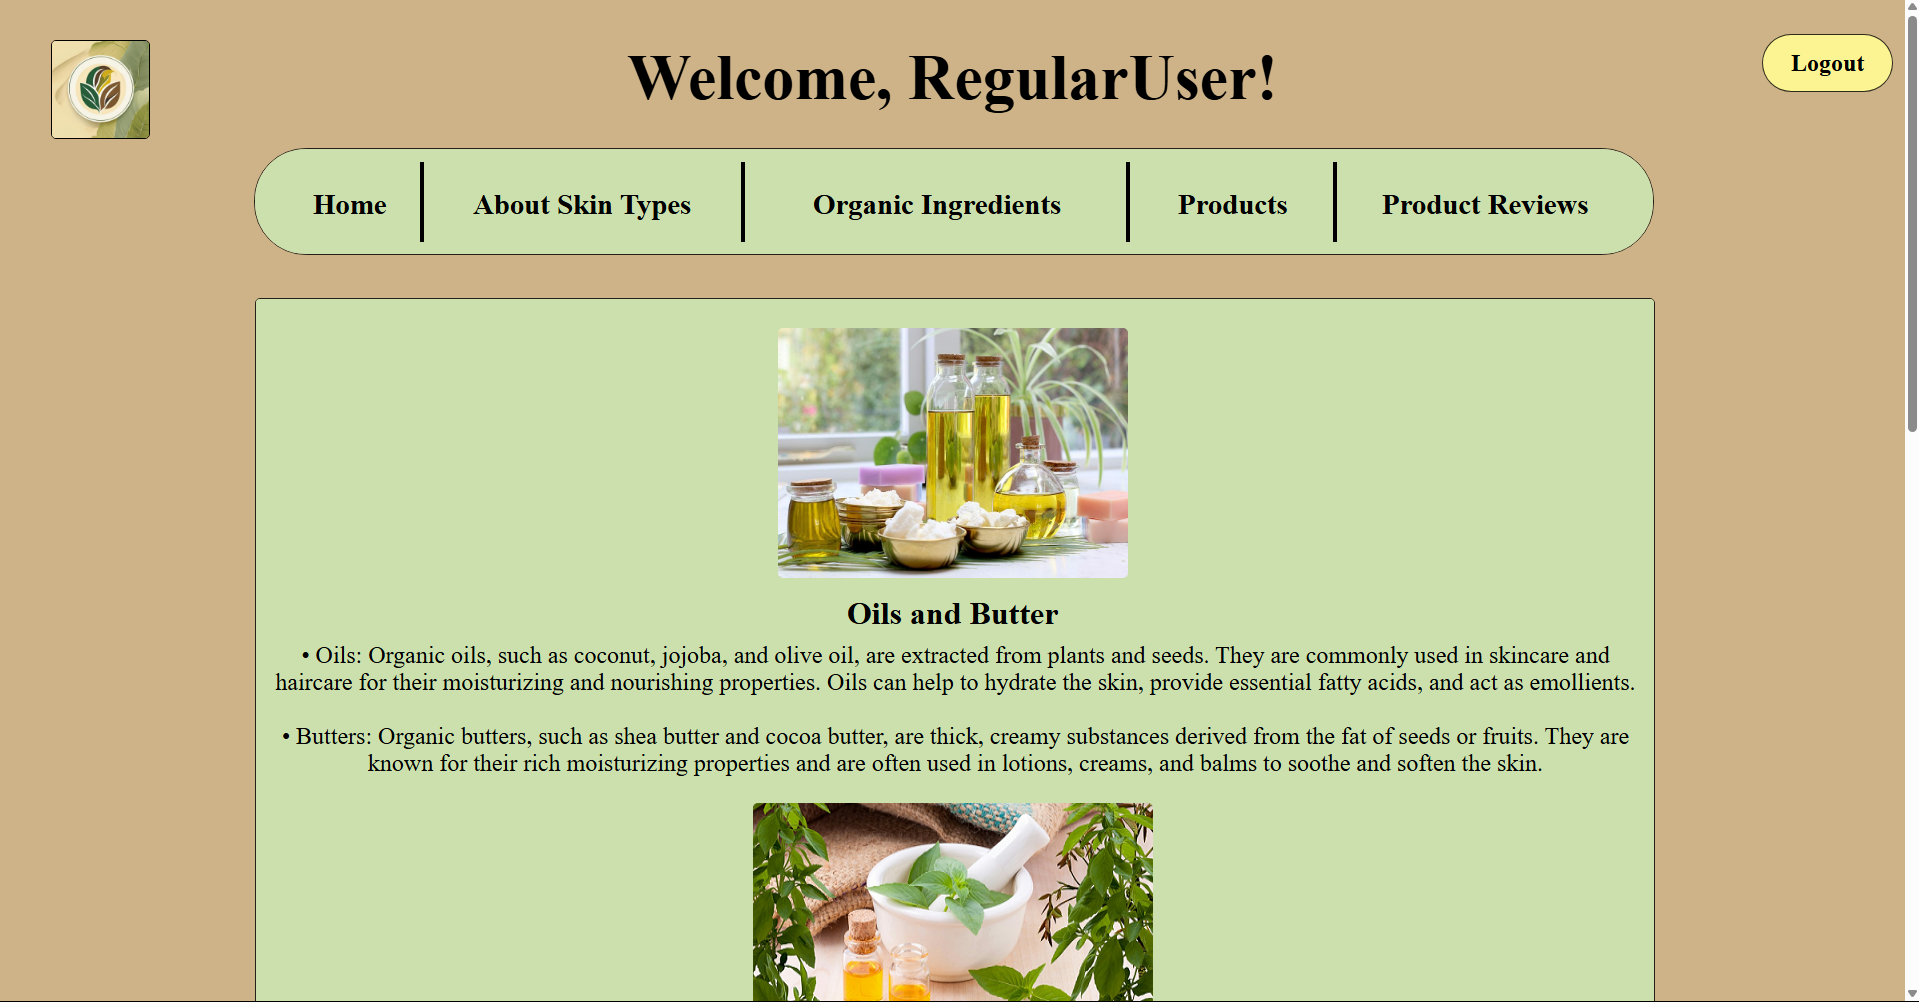 Welcome, RegularUser!
Logout
Home
About Skin Types
Organic Ingredients
Products
Product Reviews
Oils and Butter
• Oils: Organic oils, such as coconut, jojoba, and olive oil, are extracted from plants and seeds. They are commonly used in skincare and
haircare for their moisturizing and nourishing properties. Oils can help to hydrate the skin, provide essential fatty acids, and act as emollients.
• Butters: Organic butters, such as shea butter and cocoa butter, are thick, creamy substances derived from the fat of seeds or fruits. They are
known for their rich moisturizing properties and are often used in lotions, creams, and balms to soothe and soften the skin.